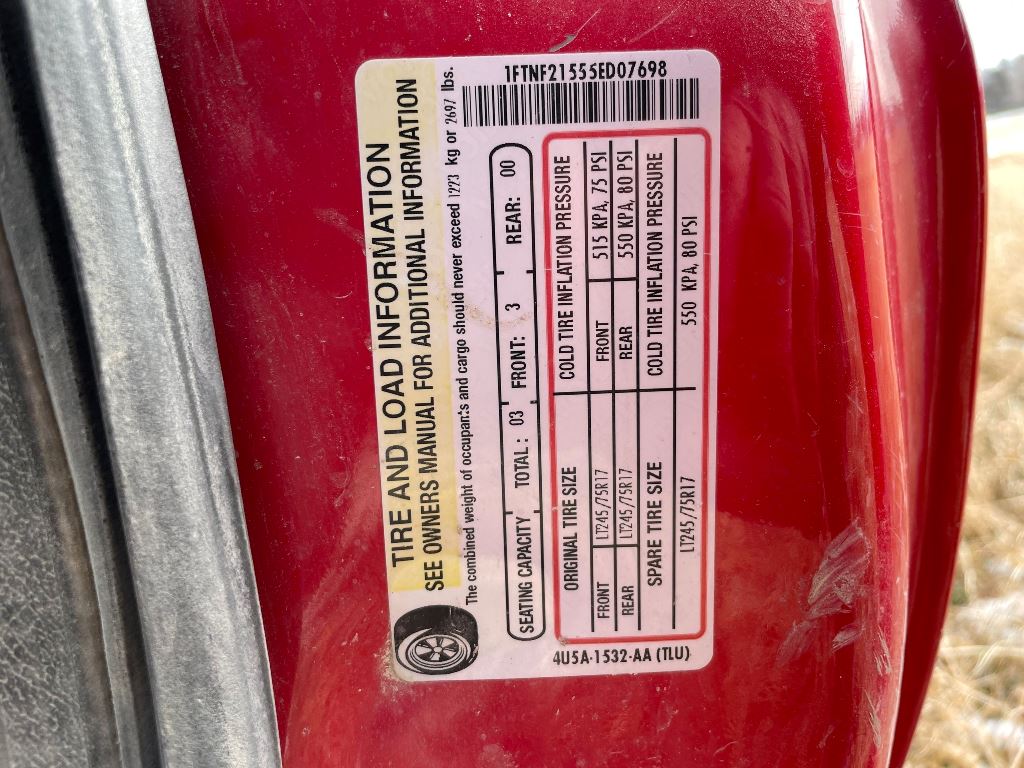 1FTNF21555ED07698
TIRE AND LOAD INFORMATION
SEE OWNERS MANUAL FOR ADDITIONAL INFORMATION
The combined weight of occupants and cargo should never exceed 1223 kg or 2697 lbs.
SEATING CAPACITY TOTAL : 03 FRONT: 3 REAR: 00
ORIGINAL TIRE SIZE COLD TIRE INFLATION PRESSURE
FRONT LT245/75R17 FRONT 515 KPA, 75 PSI
REAR LT245/75R17 REAR 550 KPA, 80 PSI
SPARE TIRE SIZE COLD TIRE INFLATION PRESSURE
LT245/75R17 550 KPA, 80 PSI
4U5A-1532-AA (TLU)